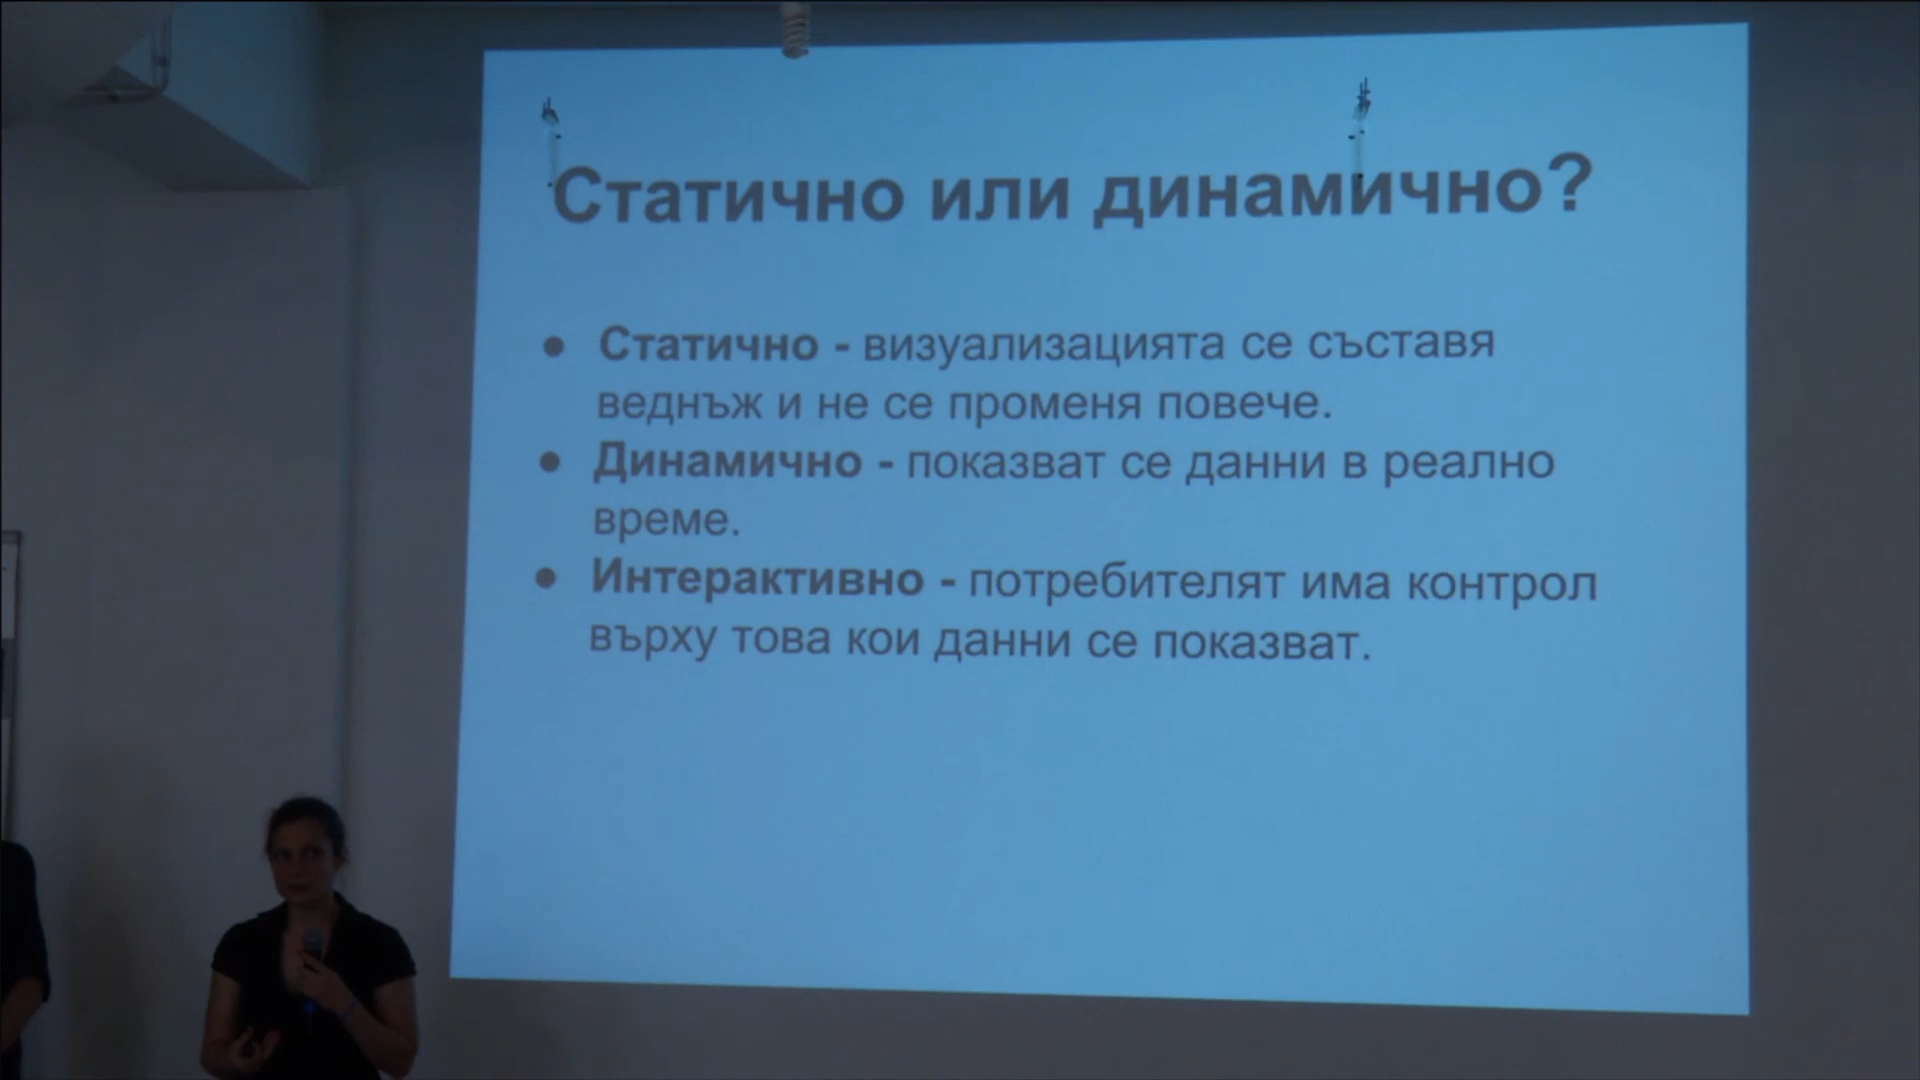 Статично или динамично?
● Статично - визуализацията се съставя
веднъж и не се променя повече.
● Динамично - показват се данни в реално
време.
● Интерактивно - потребителят има контрол
върху това кои данни се показват.